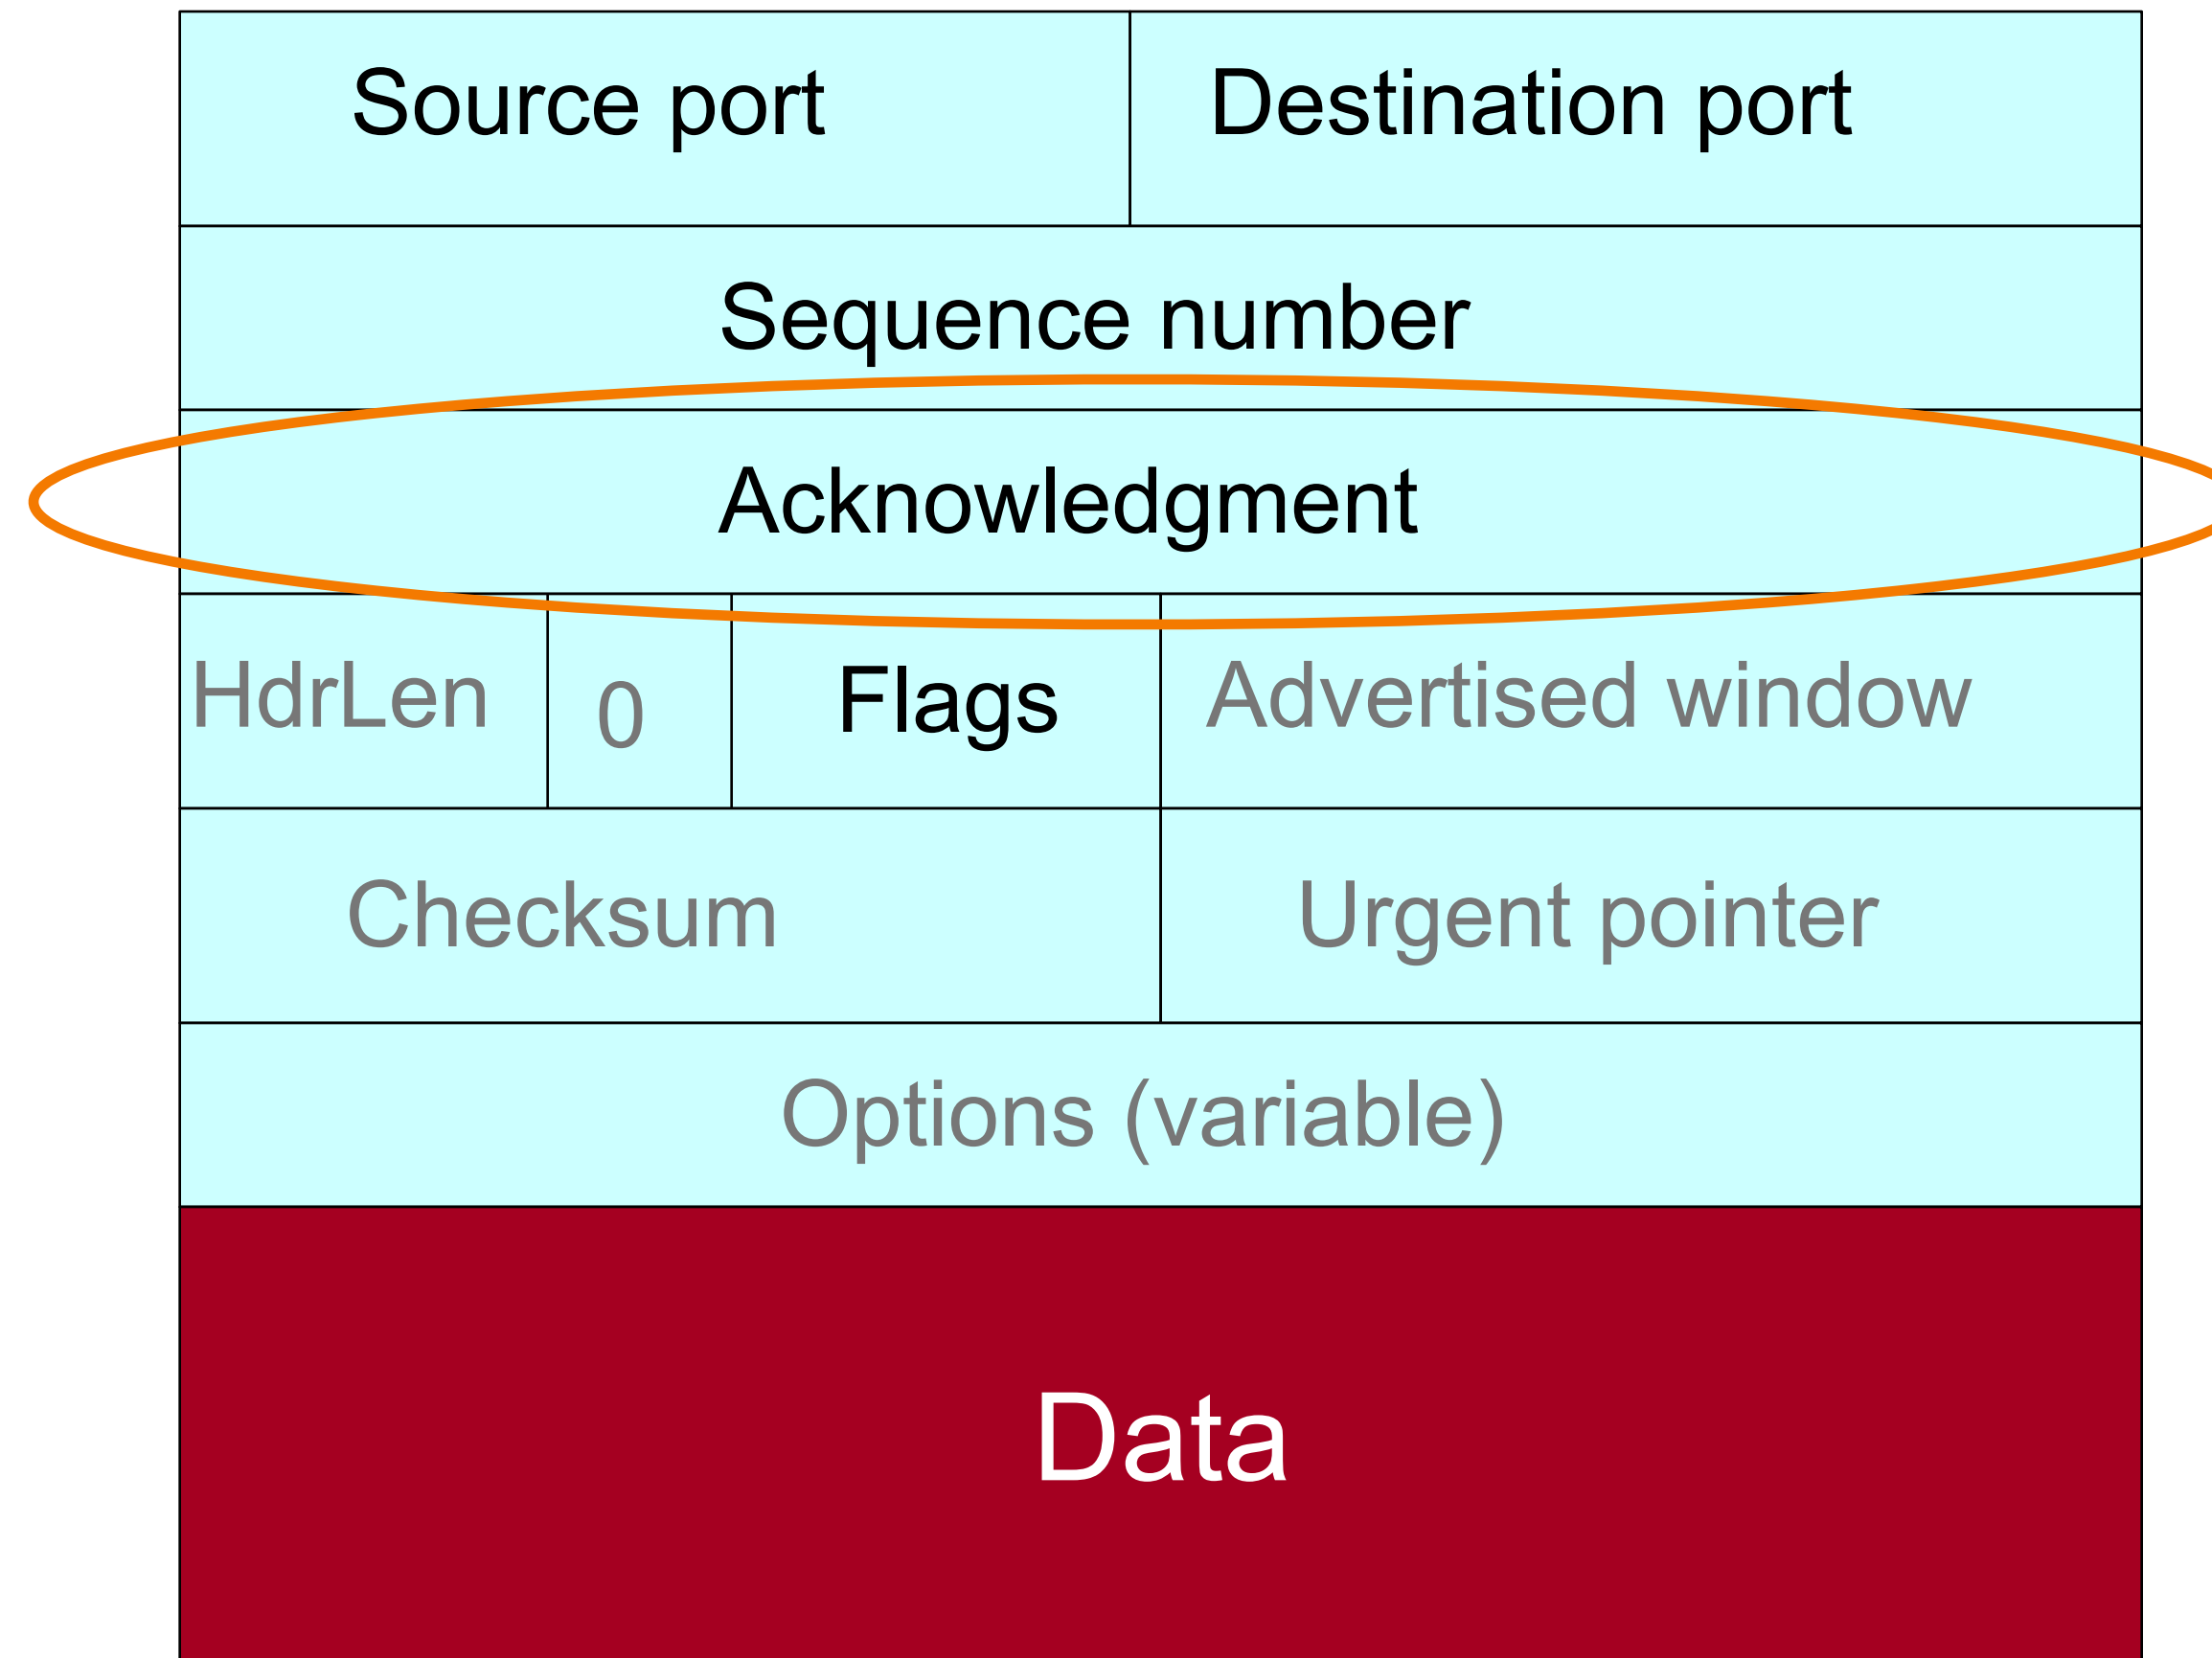 Source port Destination port
Sequence number
Acknowledgment
HdrLen 0 Flags Advertised window
Checksum Urgent pointer
Options (variable)
Data